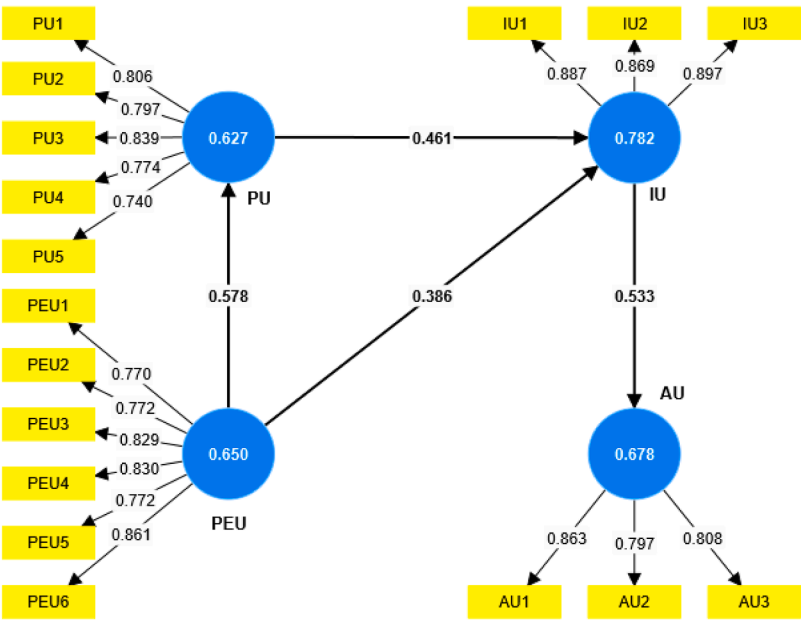 PU1
PU2
PU3
PU4
PU5
0.806
0.797
0.839
0.774
0.740
0.627
PU
0.461
IU1
IU2
IU3
0.887
0.869
0.897
0.782
IU
0.578
0.386
0.533
PEU1
PEU2
PEU3
PEU4
PEU5
PEU6
0.770
0.772
0.829
0.830
0.772
0.861
0.650
PEU
AU
0.678
0.863
0.797
0.808
AU1
AU2
AU3